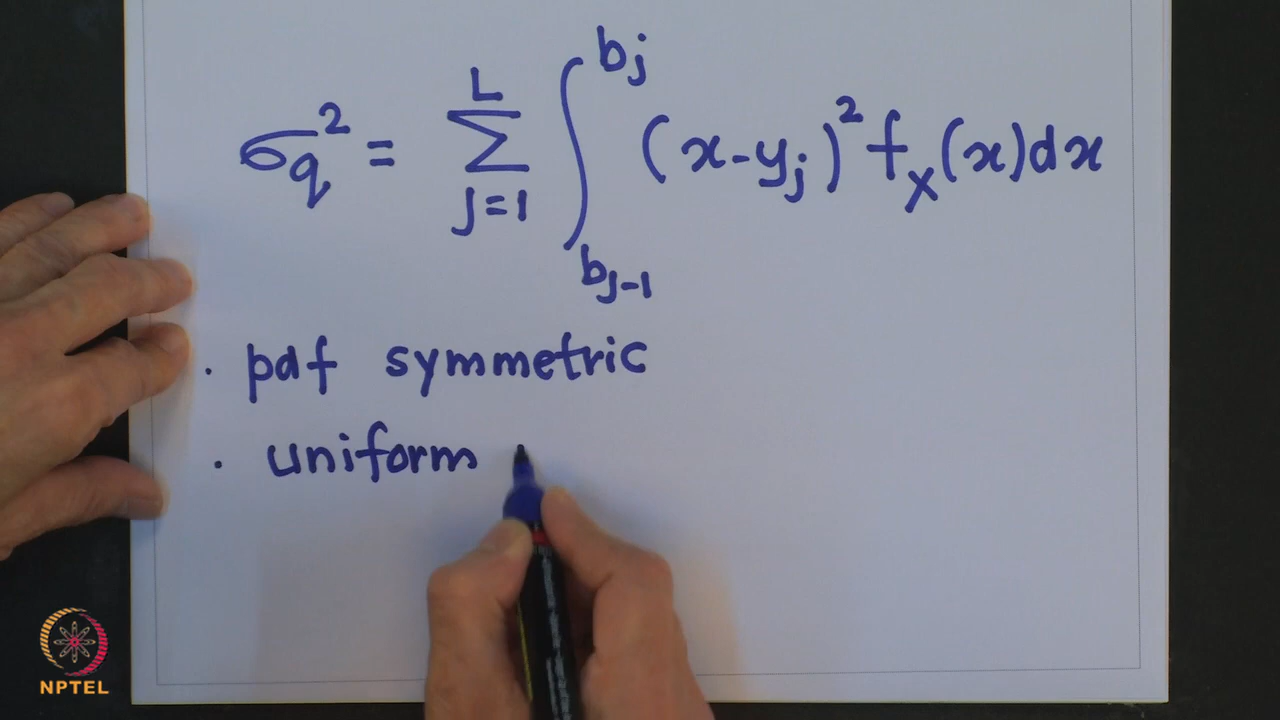 σq² = Σ_{j=1}^{L} ∫_{b_{j-1}}^{b_j} (x-y_j)² f_X(x)dx
· pdf symmetric
· uniform
NPTEL